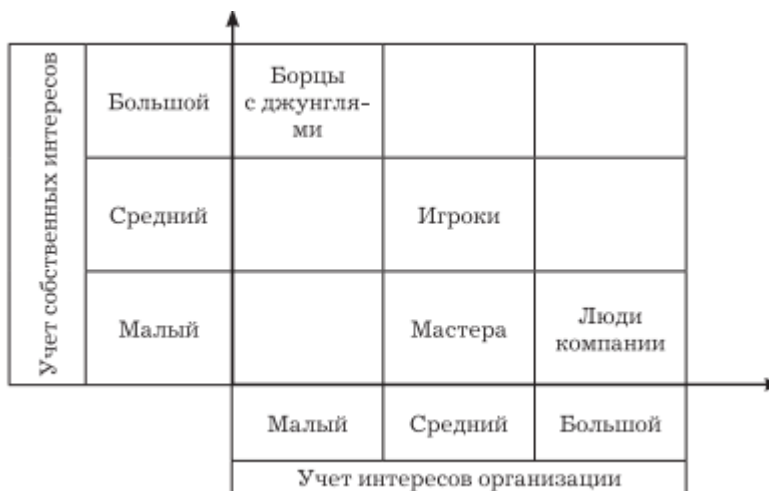 Учет собственных интересов
Большой
Борцы
с джунгля-
ми
Средний
Игроки
Малый
Мастера
Люди
компании
Малый
Средний
Большой
Учет интересов организации